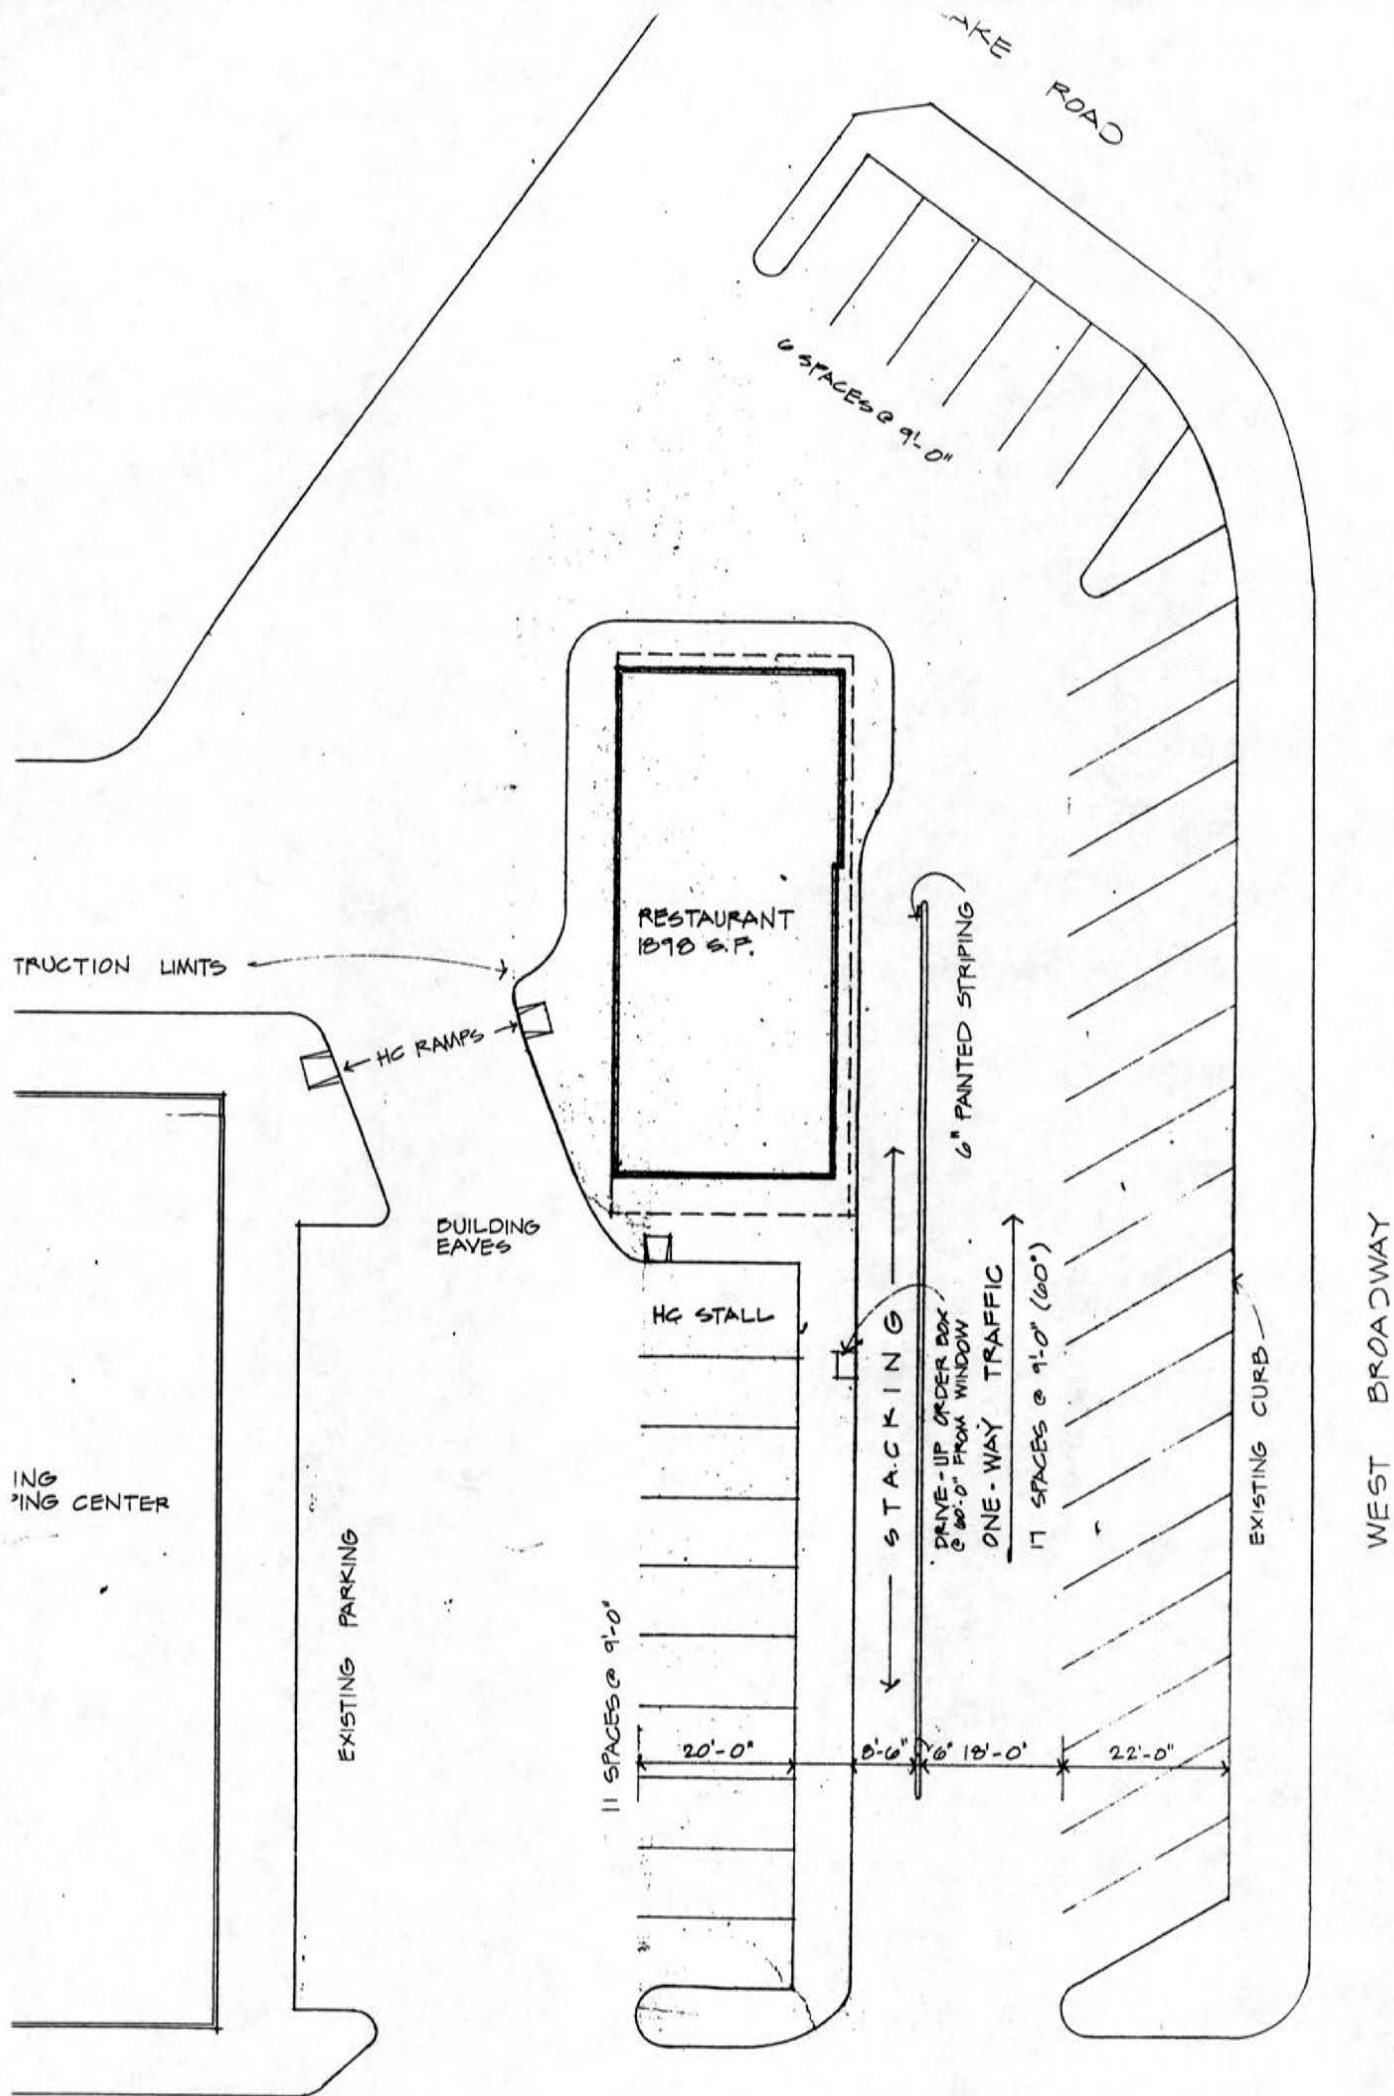 AKE ROAD
6 SPACES @ 9'-0"
RESTAURANT
1898 S.F.
6" PAINTED STRIPING
TRUCTION LIMITS
HC RAMPS
BUILDING
EAVES
HC STALL
STACKING
DRIVE-UP ORDER BOX
@ 60'-0" FROM WINDOW
ONE-WAY TRAFFIC
17 SPACES @ 9'-0" (60°)
EXISTING CURB
WEST BROADWAY
ING
PING CENTER
EXISTING PARKING
11 SPACES @ 9'-0"
20'-0" 8'-6" 6" 18'-0" 22'-0"